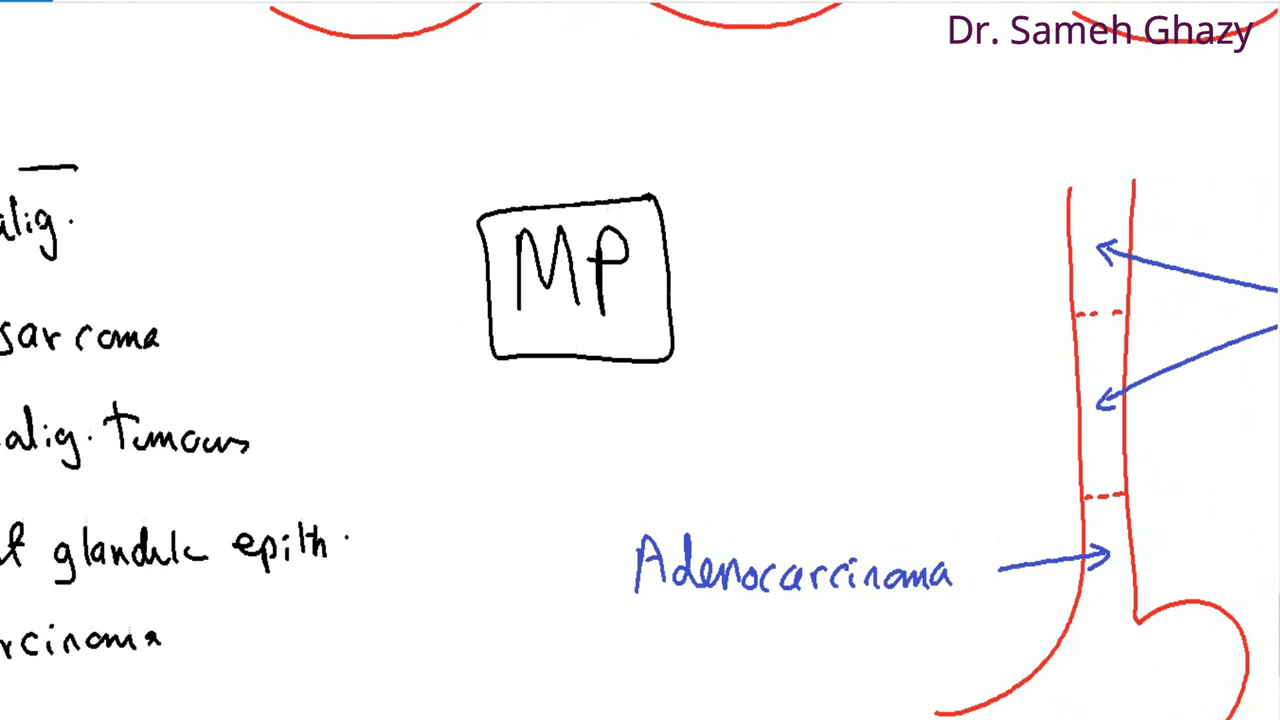 Dr. Sameh Ghazy
alig.
MP
sarcoma
alig. Tumours
glandular epith.
Adenocarcinoma
rcinoma